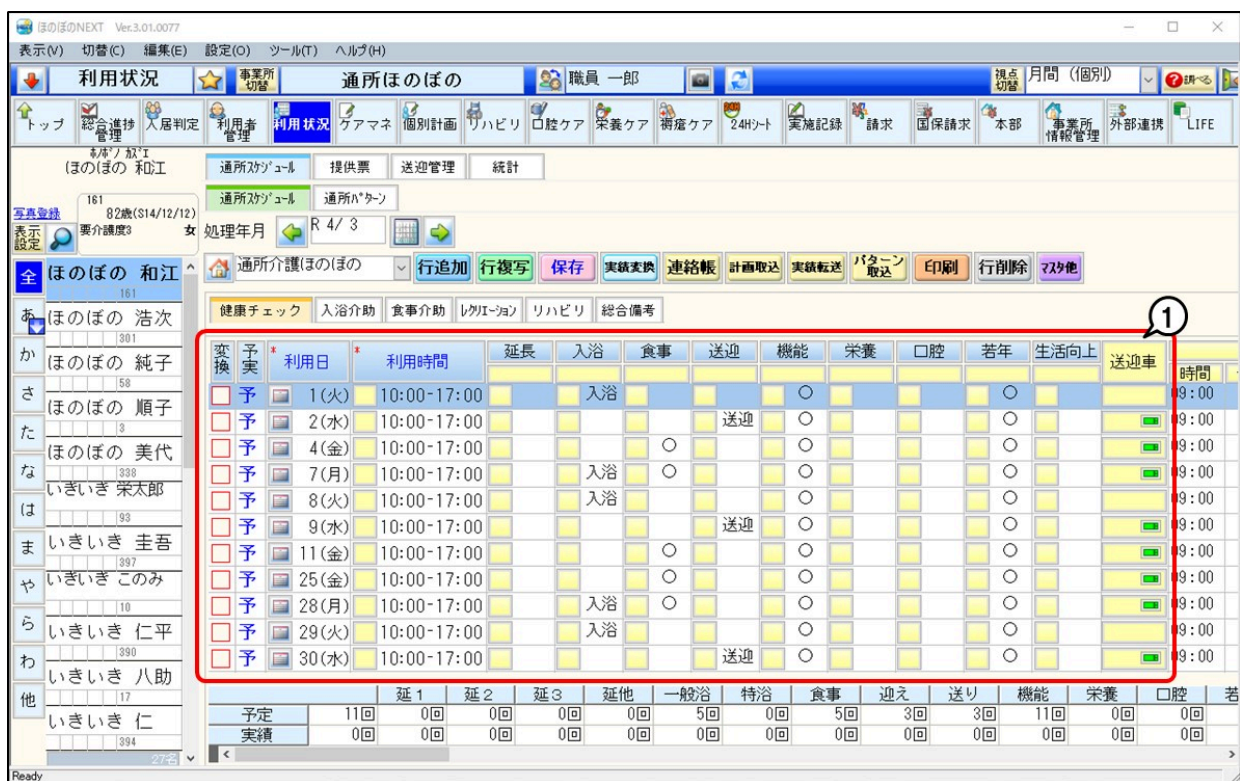 ほのぼのNEXT Ver.3.01.0077
表示(V) 切替(C) 編集(E) 設定(O) ツール(T) ヘルプ(H)
利用状況 事業所切替 通所ほのぼの 職員 一郎 視点切替 月間 (個別) 調べる
トップ 総合進捗管理 入居判定 利用者管理 利用状況 ケアマネ 個別計画 リハビリ 口腔ケア 栄養ケア 褥瘡ケア 24Hシート 実施記録 請求 国保請求 本部 事業所情報管理 外部連携 LIFE
ﾎﾉﾎﾞﾉ ｶｽﾞｴ
ほのぼの 和江
161
82歳(S14/12/12)
要介護度3 女
写真登録
表示設定
通所ｽｹｼﾞｭｰﾙ 提供票 送迎管理 統計
通所ｽｹｼﾞｭｰﾙ 通所ﾊﾟﾀｰﾝ
処理年月 R 4/ 3
通所介護ほのぼの 行追加 行複写 保存 実績変換 連絡帳 計画取込 実績転送 パターン取込 印刷 行削除 マスタ他
健康チェック 入浴介助 食事介助 ﾚｸﾘｴｰｼｮﾝ リハビリ 総合備考
①
全 あ か さ た な は ま や ら わ 他
ほのぼの 和江
161
ほのぼの 浩次
301
ほのぼの 純子
58
ほのぼの 順子
3
ほのぼの 美代
338
いきいき 栄太郎
93
いきいき 圭吾
397
いきいき このみ
10
いきいき 仁平
390
いきいき 八助
17
いきいき 仁
394
27名
変換 予実 *利用日 *利用時間 延長 入浴 食事 送迎 機能 栄養 口腔 若年 生活向上 送迎車 時間
予 1(火) 10:00-17:00 入浴 ○ ○ 09:00
予 2(水) 10:00-17:00 送迎 ○ ○ 09:00
予 4(金) 10:00-17:00 ○ ○ ○ 09:00
予 7(月) 10:00-17:00 入浴 ○ ○ ○ 09:00
予 8(火) 10:00-17:00 入浴 ○ ○ 09:00
予 9(水) 10:00-17:00 送迎 ○ ○ 09:00
予 11(金) 10:00-17:00 ○ ○ ○ 09:00
予 25(金) 10:00-17:00 ○ ○ ○ 09:00
予 28(月) 10:00-17:00 入浴 ○ ○ ○ 09:00
予 29(火) 10:00-17:00 入浴 ○ ○ 09:00
予 30(水) 10:00-17:00 送迎 ○ ○ 09:00
延1 延2 延3 延他 一般浴 特浴 食事 迎え 送り 機能 栄養 口腔 若
予定 11回 0回 0回 0回 0回 5回 0回 5回 3回 3回 11回 0回 0回
実績 0回 0回 0回 0回 0回 0回 0回 0回 0回 0回 0回 0回 0回
Ready